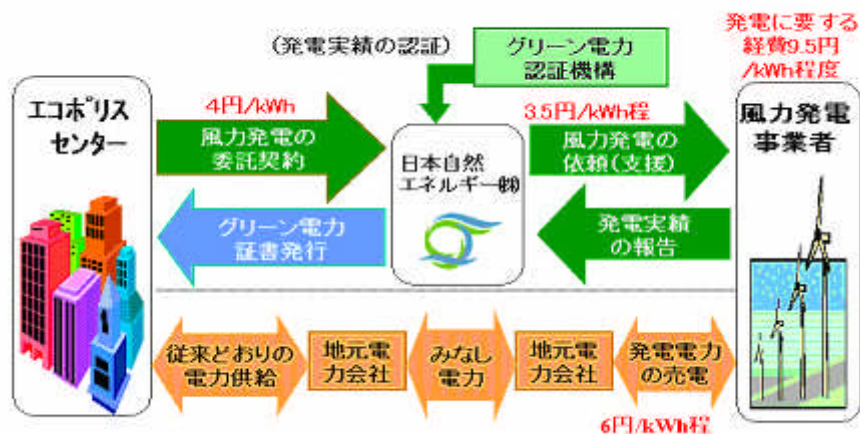 発電に要する
経費9.5円
/kWh程度
(発電実績の認証)
グリーン電力
認証機構
エコポリス
センター
4円/kWh
風力発電の
委託契約
日本自然
エネルギー㈱
3.5円/kWh程
風力発電の
依頼(支援)
風力発電
事業者
グリーン電力
証書発行
発電実績
の報告
従来どおりの
電力供給
地元電
力会社
みなし
電力
地元電
力会社
発電電力
の売電
6円/kWh程